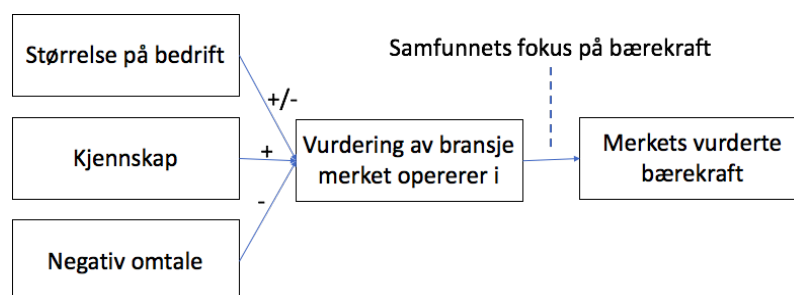 Størrelse på bedrift
Samfunnets fokus på bærekraft
+/-
Kjennskap
+
Vurdering av bransje
merket opererer i
Merkets vurderte
bærekraft
-
Negativ omtale